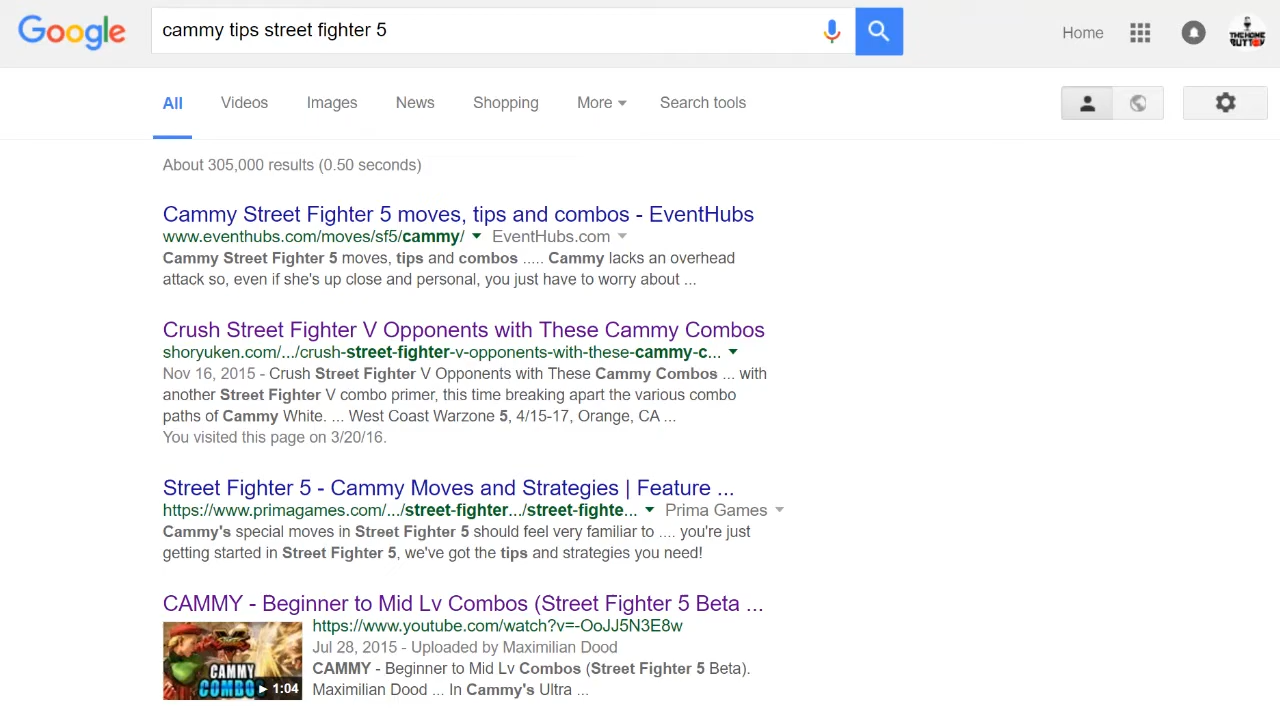 Google
cammy tips street fighter 5
Home
THEHOME
BUTTON
All Videos Images News Shopping More Search tools
About 305,000 results (0.50 seconds)
Cammy Street Fighter 5 moves, tips and combos - EventHubs
www.eventhubs.com/moves/sf5/cammy/ EventHubs.com
Cammy Street Fighter 5 moves, tips and combos ..... Cammy lacks an overhead
attack so, even if she's up close and personal, you just have to worry about ...
Crush Street Fighter V Opponents with These Cammy Combos
shoryuken.com/.../crush-street-fighter-v-opponents-with-these-cammy-c...
Nov 16, 2015 - Crush Street Fighter V Opponents with These Cammy Combos ... with
another Street Fighter V combo primer, this time breaking apart the various combo
paths of Cammy White. ... West Coast Warzone 5, 4/15-17, Orange, CA ...
You visited this page on 3/20/16.
Street Fighter 5 - Cammy Moves and Strategies | Feature ...
https://www.primagames.com/.../street-fighter.../street-fighte... Prima Games
Cammy's special moves in Street Fighter 5 should feel very familiar to .... you're just
getting started in Street Fighter 5, we've got the tips and strategies you need!
CAMMY - Beginner to Mid Lv Combos (Street Fighter 5 Beta ...
https://www.youtube.com/watch?v=-OoJJ5N3E8w
Jul 28, 2015 - Uploaded by Maximilian Dood
CAMMY - Beginner to Mid Lv Combos (Street Fighter 5 Beta).
Maximilian Dood ... In Cammy's Ultra ...
CAMMY
COMBO
1:04